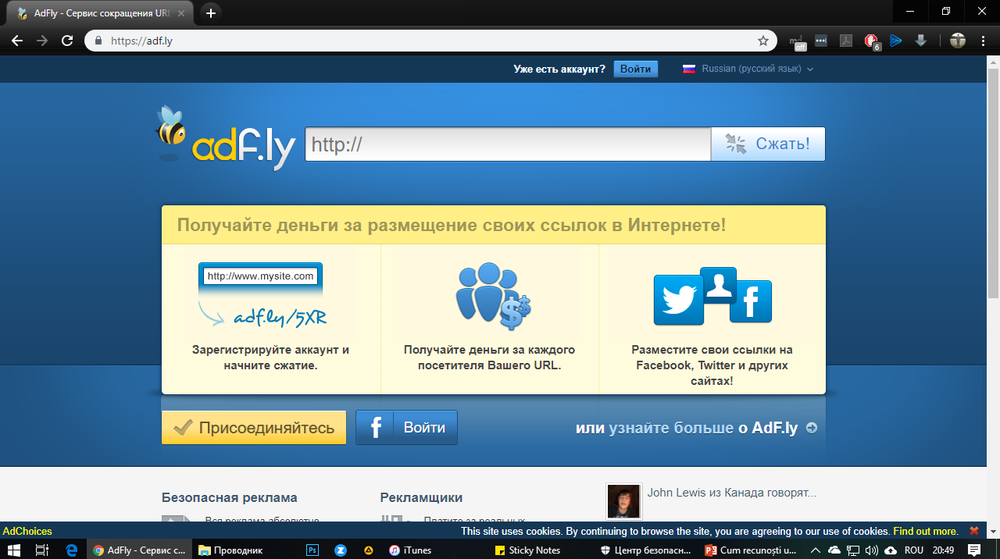 AdFly - Сервис сокращения URL
https://adf.ly
md
off
6
Уже есть аккаунт? Войти Russian (русский язык)
adf.ly http:// Сжать!
Получайте деньги за размещение своих ссылок в Интернете!
http://www.mysite.com
adf.ly/5XR
Зарегистрируйте аккаунт и
начните сжатие.
Получайте деньги за каждого
посетителя Вашего URL.
Разместите свои ссылки на
Facebook, Twitter и других
сайтах!
Присоединяйтесь f Войти или узнайте больше о AdF.ly
Безопасная реклама
Вся реклама абсолютно
Рекламщики
Платите за реальных
John Lewis из Канада говорят...
AdChoices This site uses cookies. By continuing to browse the site, you are agreeing to our use of cookies. Find out more.
AdFly - Сервис с... Проводник Ps iTunes Sticky Notes Центр безопасн... Cum recunoști u... ROU 20:49